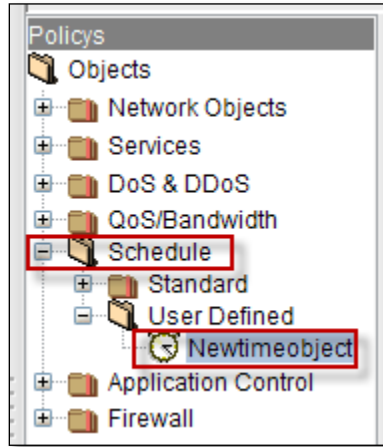 Policys
Objects
Network Objects
Services
DoS & DDoS
QoS/Bandwidth
Schedule
Standard
User Defined
Newtimeobject
Application Control
Firewall